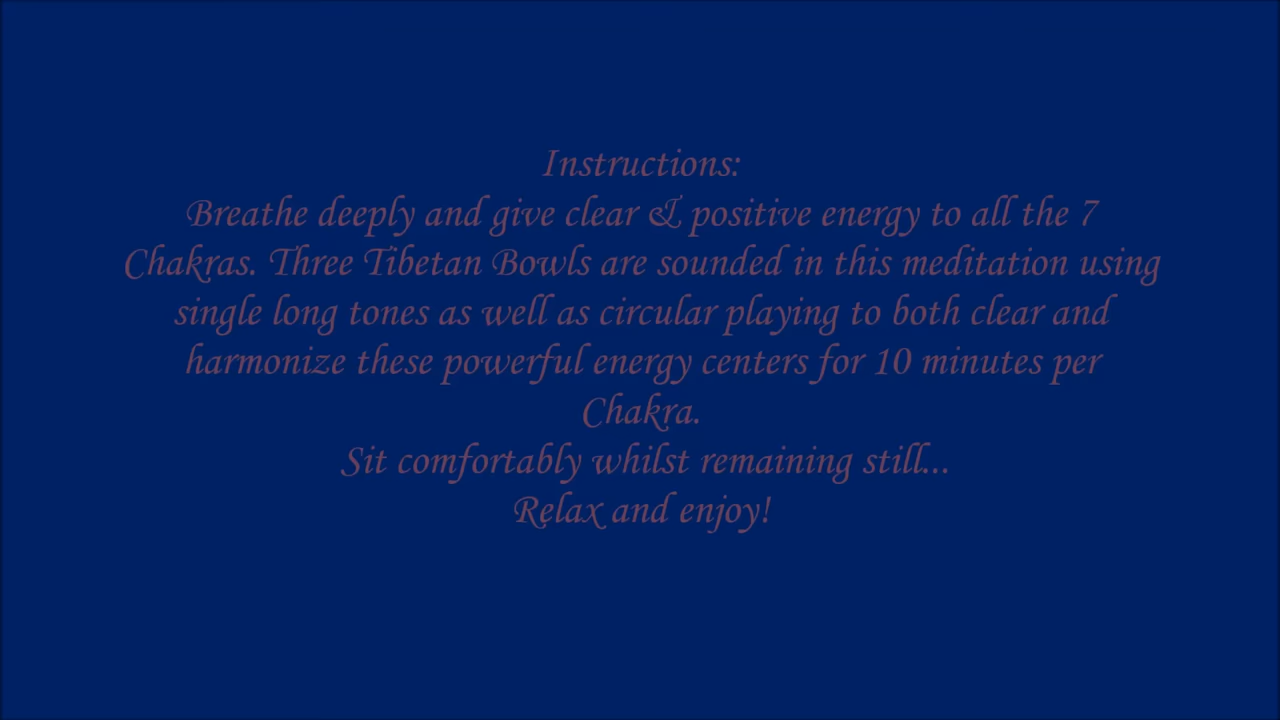 Instructions:
Breathe deeply and give clear & positive energy to all the 7
Chakras. Three Tibetan Bowls are sounded in this meditation using
single long tones as well as circular playing to both clear and
harmonize these powerful energy centers for 10 minutes per
Chakra.
Sit comfortably whilst remaining still...
Relax and enjoy!